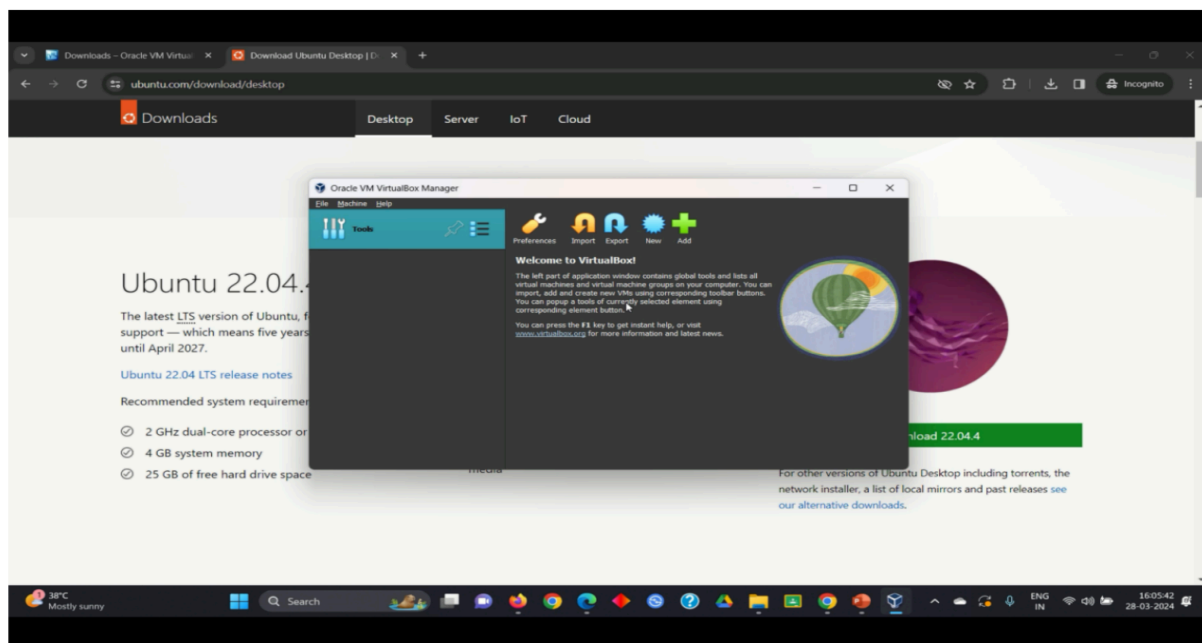 Downloads – Oracle VM Virtual
Download Ubuntu Desktop | D
ubuntu.com/download/desktop
Incognito
Downloads
Desktop
Server
IoT
Cloud
Oracle VM VirtualBox Manager
File Machine Help
Tools
Preferences
Import
Export
New
Add
Welcome to VirtualBox!
The left part of application window contains global tools and lists all
virtual machines and virtual machine groups on your computer. You can
import, add and create new VMs using corresponding toolbar buttons.
You can popup a tools of currently selected element using
corresponding element button.
You can press the F1 key to get instant help, or visit
www.virtualbox.org for more information and latest news.
Ubuntu 22.04.
The latest LTS version of Ubuntu, f
support — which means five years
until April 2027.
Ubuntu 22.04 LTS release notes
Recommended system requiremen
2 GHz dual-core processor or
4 GB system memory
25 GB of free hard drive space
media
nload 22.04.4
For other versions of Ubuntu Desktop including torrents, the
network installer, a list of local mirrors and past releases see
our alternative downloads.
1
38°C
Mostly sunny
Search
ENG
IN
16:05:42
28-03-2024